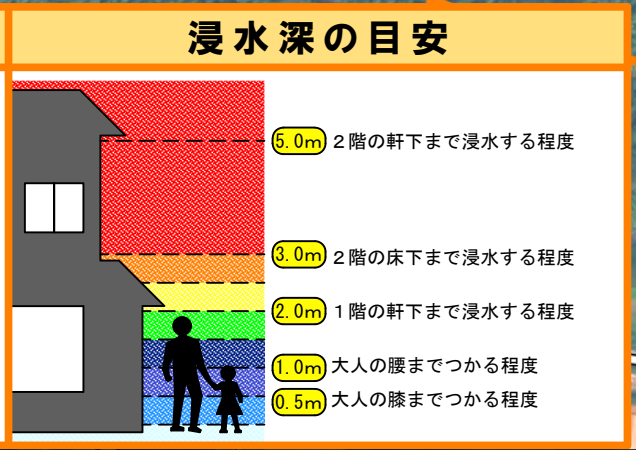 浸水深の目安
5.0m ２階の軒下まで浸水する程度
3.0m ２階の床下まで浸水する程度
2.0m １階の軒下まで浸水する程度
1.0m 大人の腰までつかる程度
0.5m 大人の膝までつかる程度